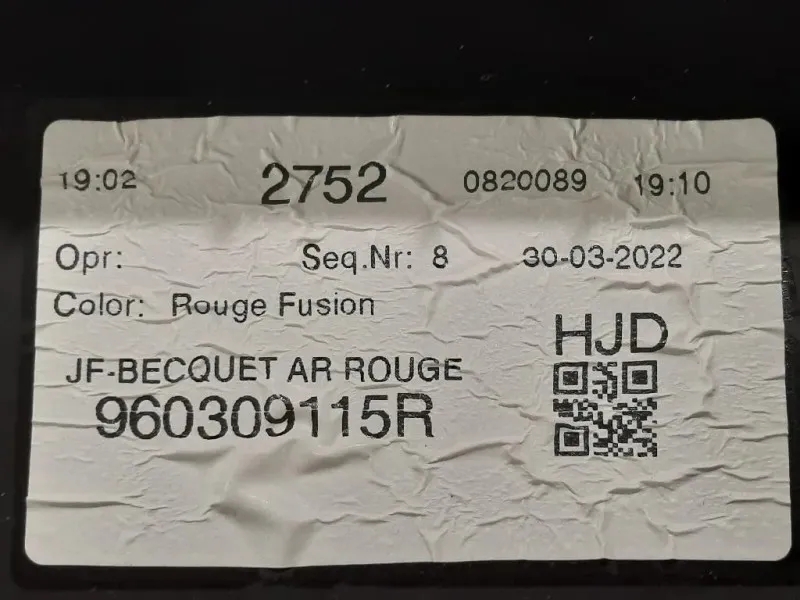 19:02 2752 0820089 19:10
Opr: Seq.Nr: 8 30-03-2022
Color: Rouge Fusion
HJD
JF-BECQUET AR ROUGE
960309115R